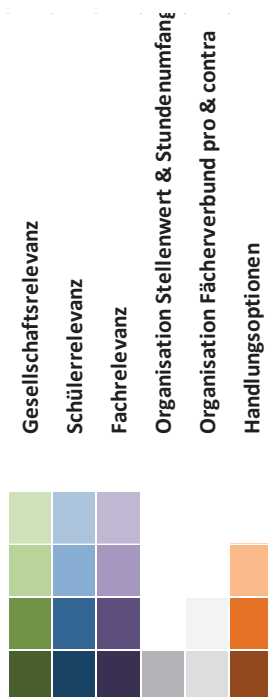 Gesellschaftsrelevanz
Schülerrelevanz
Fachrelevanz
Organisation Stellenwert & Stundenumfang
Organisation Fächerverbund pro & contra
Handlungsoptionen